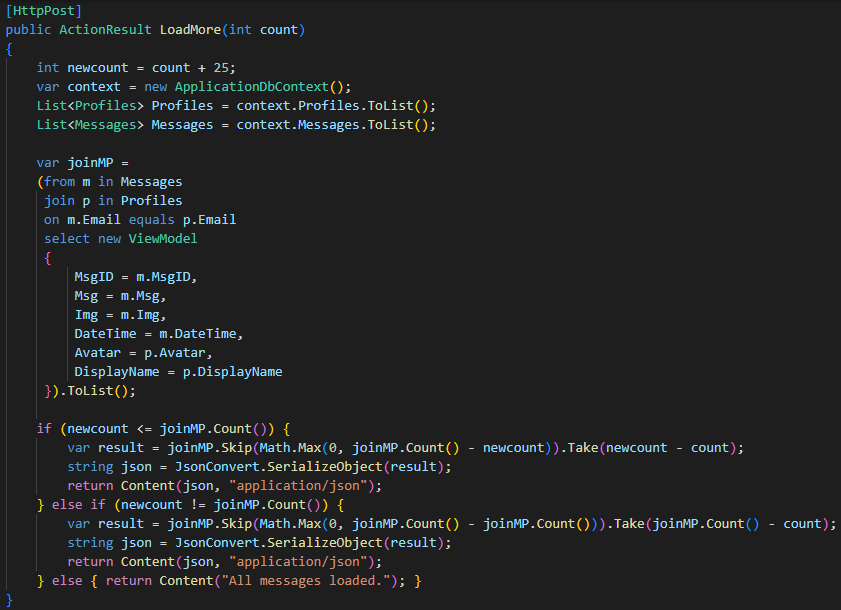 [HttpPost]
public ActionResult LoadMore(int count)
{
    int newcount = count + 25;
    var context = new ApplicationDbContext();
    List<Profiles> Profiles = context.Profiles.ToList();
    List<Messages> Messages = context.Messages.ToList();

    var joinMP =
    (from m in Messages
     join p in Profiles
     on m.Email equals p.Email
     select new ViewModel
     {
         MsgID = m.MsgID,
         Msg = m.Msg,
         Img = m.Img,
         DateTime = m.DateTime,
         Avatar = p.Avatar,
         DisplayName = p.DisplayName
     }).ToList();

    if (newcount <= joinMP.Count()) {
        var result = joinMP.Skip(Math.Max(0, joinMP.Count() - newcount)).Take(newcount - count);
        string json = JsonConvert.SerializeObject(result);
        return Content(json, "application/json");
    } else if (newcount != joinMP.Count()) {
        var result = joinMP.Skip(Math.Max(0, joinMP.Count() - joinMP.Count())).Take(joinMP.Count() - count);
        string json = JsonConvert.SerializeObject(result);
        return Content(json, "application/json");
    } else { return Content("All messages loaded."); }
}